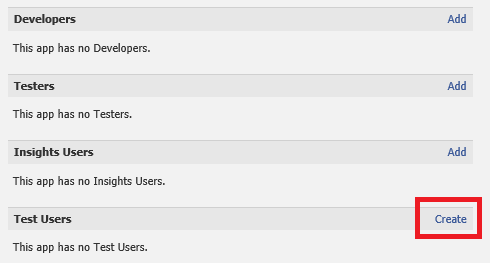 Developers Add
This app has no Developers.
Testers Add
This app has no Testers.
Insights Users Add
This app has no Insights Users.
Test Users Create
This app has no Test Users.